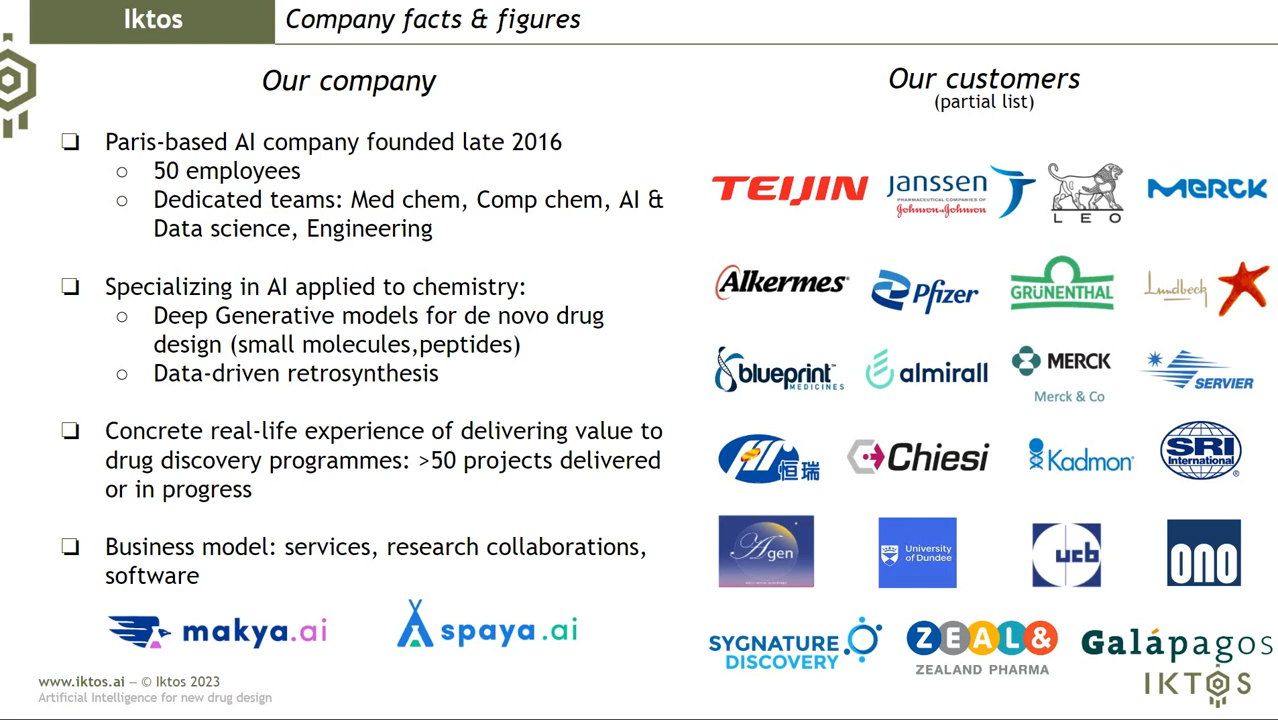 Iktos
Company facts & figures
Our company
❏ Paris-based AI company founded late 2016
○ 50 employees
○ Dedicated teams: Med chem, Comp chem, AI &
Data science, Engineering
❏ Specializing in AI applied to chemistry:
○ Deep Generative models for de novo drug
design (small molecules,peptides)
○ Data-driven retrosynthesis
❏ Concrete real-life experience of delivering value to
drug discovery programmes: >50 projects delivered
or in progress
❏ Business model: services, research collaborations,
software
makya.ai
spaya.ai
www.iktos.ai – © Iktos 2023
Artificial Intelligence for new drug design
Our customers
(partial list)
TEIJIN
janssen
PHARMACEUTICAL COMPANIES OF
Johnson & Johnson
LEO
MERCK
Alkermes
Pfizer
GRÜNENTHAL
Lundbeck
blueprint™
MEDICINES
almirall
MERCK
Merck & Co
SERVIER
HR 恒瑞
Chiesi
Kadmon
SRI
International®
Agen
University
of Dundee
ucb
ONO
SYGNATURE
DISCOVERY
ZEAL&
ZEALAND PHARMA
Galápagos
IKTOS